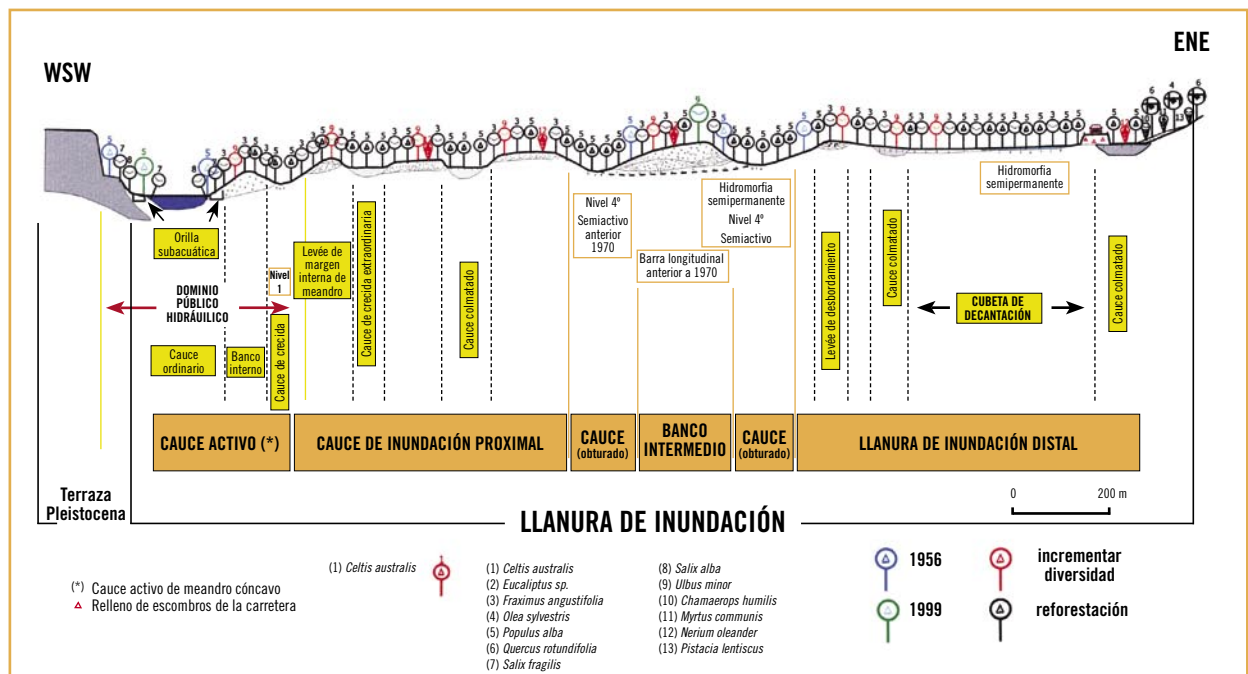 WSW
ENE
Hidromorfia
semipermanente
Nivel 4º
Semiactivo
anterior
1970
Hidromorfia
semipermanente
Nivel 4º
Semiactivo
Barra longitudinal
anterior a 1970
Orilla
subacuática
Nivel
1
Levée de
margen
interna de
meandro
Cauce de crecida extraordinaria
Cauce colmatado
Levée de desbordamiento
Cauce colmatado
CUBETA DE
DECANTACIÓN
Cauce colmatado
DOMINIO
PÚBLICO
HIDRÁULICO
Cauce
ordinario
Banco
interno
Cauce de crecida
CAUCE ACTIVO (*)
CAUCE DE INUNDACIÓN PROXIMAL
CAUCE
(obturado)
BANCO
INTERMEDIO
CAUCE
(obturado)
LLANURA DE INUNDACIÓN DISTAL
Terraza
Pleistocena
0 200 m
LLANURA DE INUNDACIÓN
(*) Cauce activo de meandro cóncavo
Relleno de escombros de la carretera
(1) Celtis australis
(1) Celtis australis
(2) Eucaliptus sp.
(3) Fraximus angustifolia
(4) Olea sylvestris
(5) Populus alba
(6) Quercus rotundifolia
(7) Salix fragilis
(8) Salix alba
(9) Ulbus minor
(10) Chamaerops humilis
(11) Myrtus communis
(12) Nerium oleander
(13) Pistacia lentiscus
1956
1999
incrementar
diversidad
reforestación